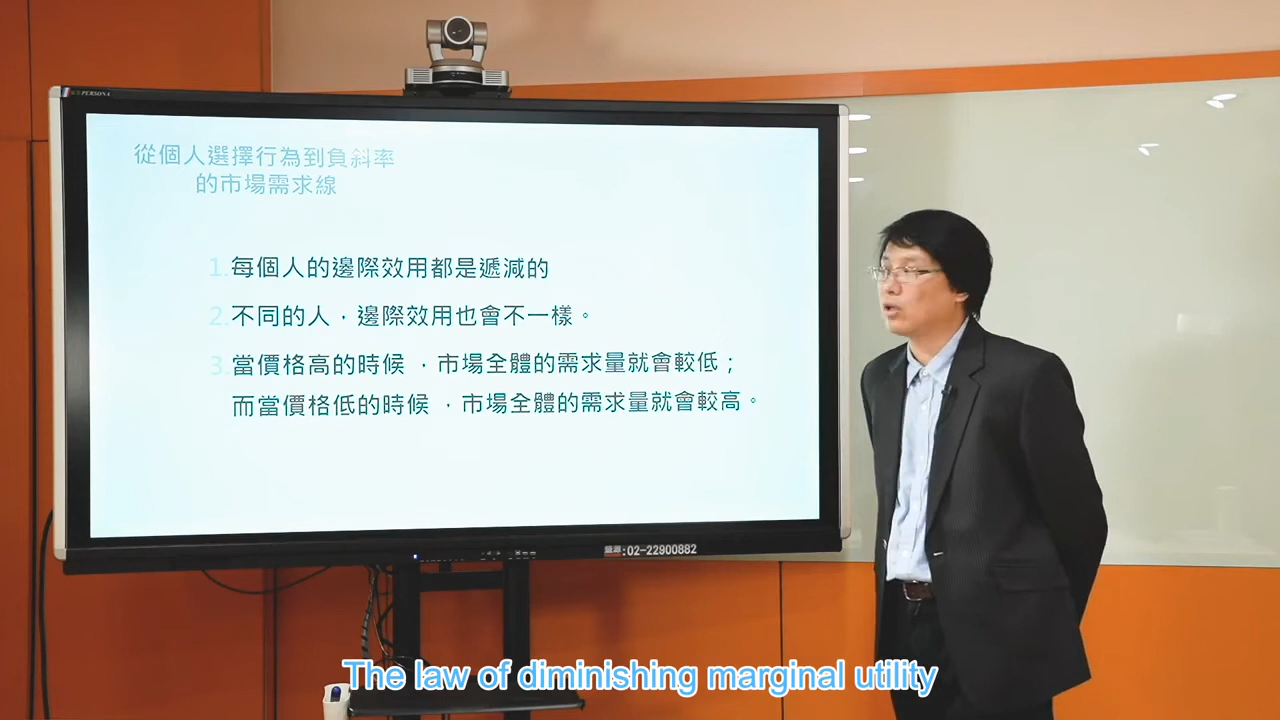 PERSONA
從個人選擇行為到負斜率
的市場需求線
1.每個人的邊際效用都是遞減的
2.不同的人，邊際效用也會不一樣。
3.當價格高的時候，市場全體的需求量就會較低；
而當價格低的時候，市場全體的需求量就會較高。
:02-22900882
The law of diminishing marginal utility